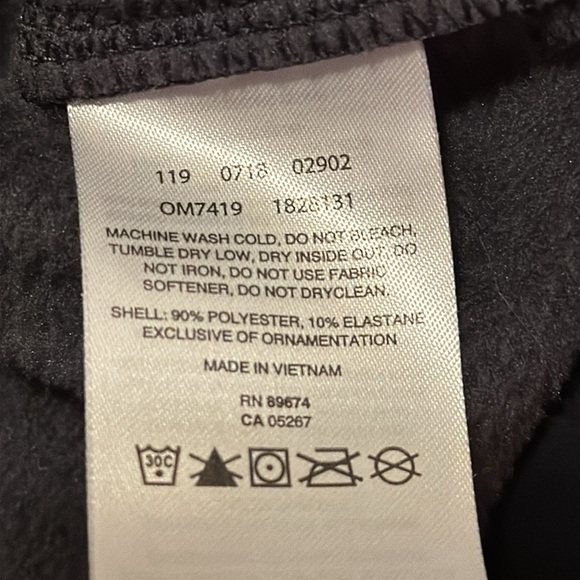 119 0718 02902
OM7419 1828131
MACHINE WASH COLD, DO NOT BLEACH,
TUMBLE DRY LOW, DRY INSIDE OUT, DO
NOT IRON, DO NOT USE FABRIC
SOFTENER, DO NOT DRYCLEAN.
SHELL: 90% POLYESTER, 10% ELASTANE
EXCLUSIVE OF ORNAMENTATION
MADE IN VIETNAM
RN 89674
CA 05267
30C